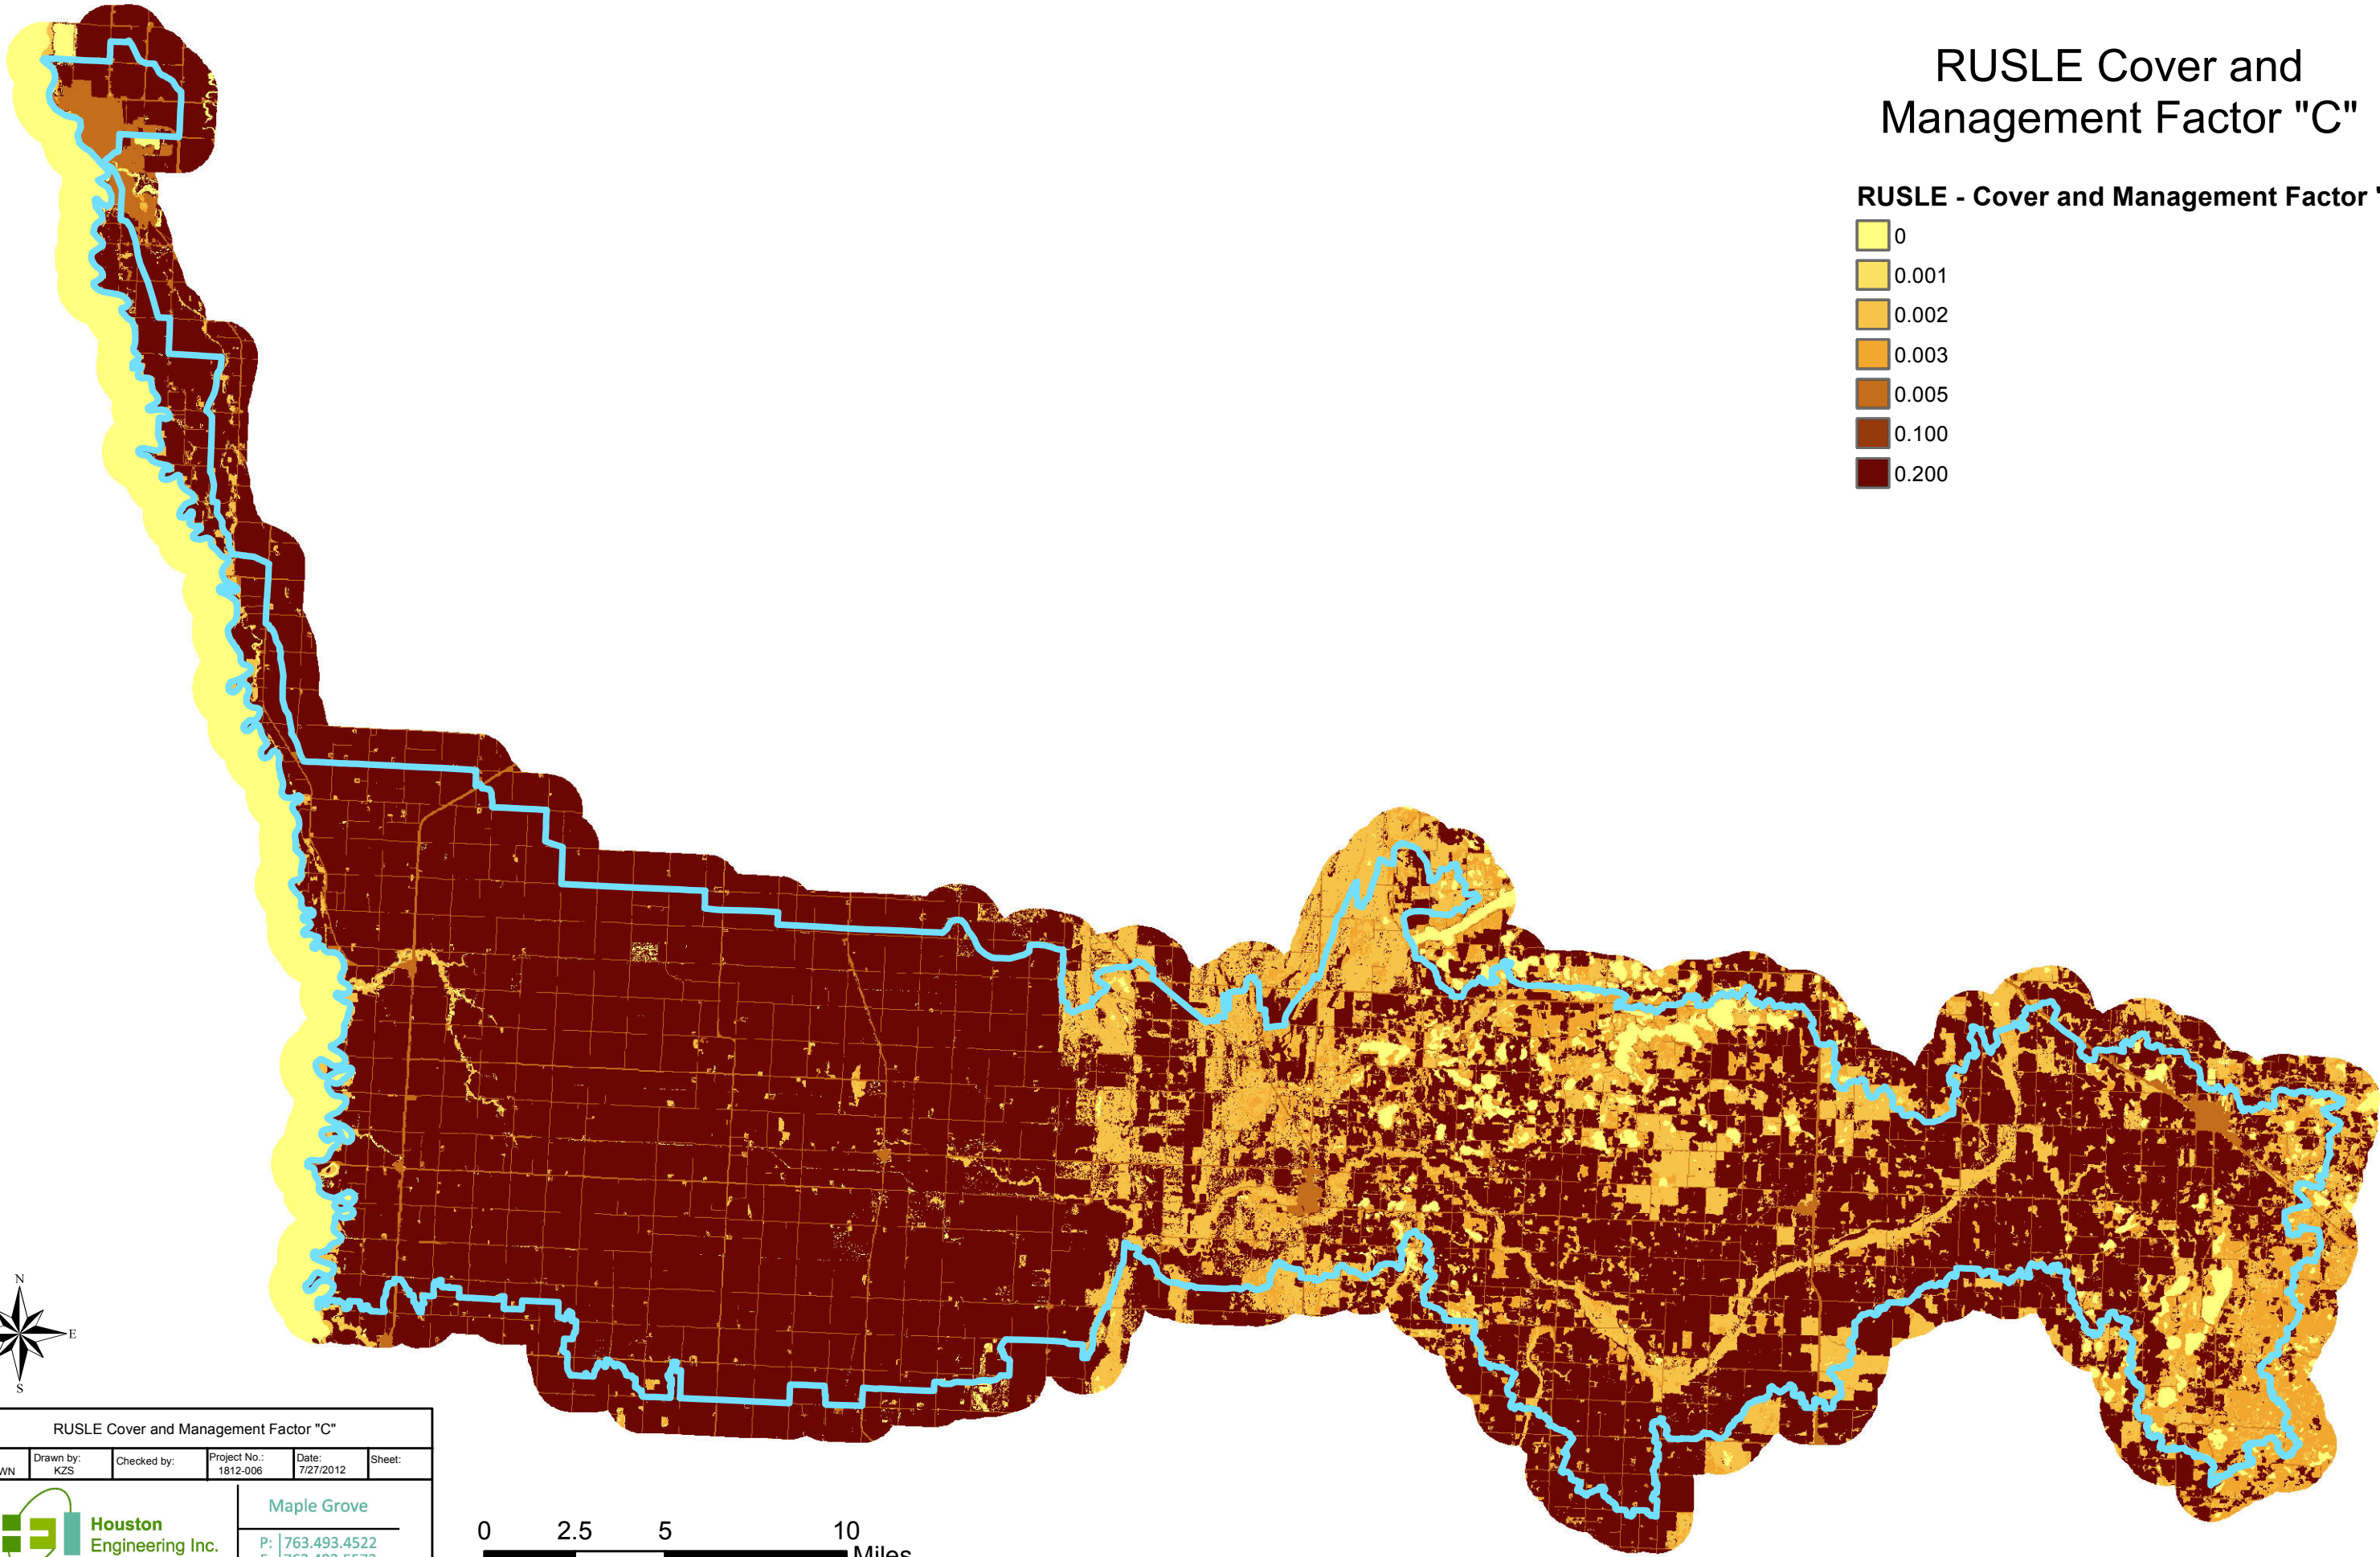 RUSLE Cover and
Management Factor "C"
RUSLE - Cover and Management Factor "
0
0.001
0.002
0.003
0.005
0.100
0.200
N
E
S
RUSLE Cover and Management Factor "C"
WN
Drawn by:
KZS
Checked by:
Project No.:
1812-006
Date:
7/27/2012
Sheet:
Houston
Engineering Inc.
Maple Grove
P: 763.493.4522
0 2.5 5 10
Miles